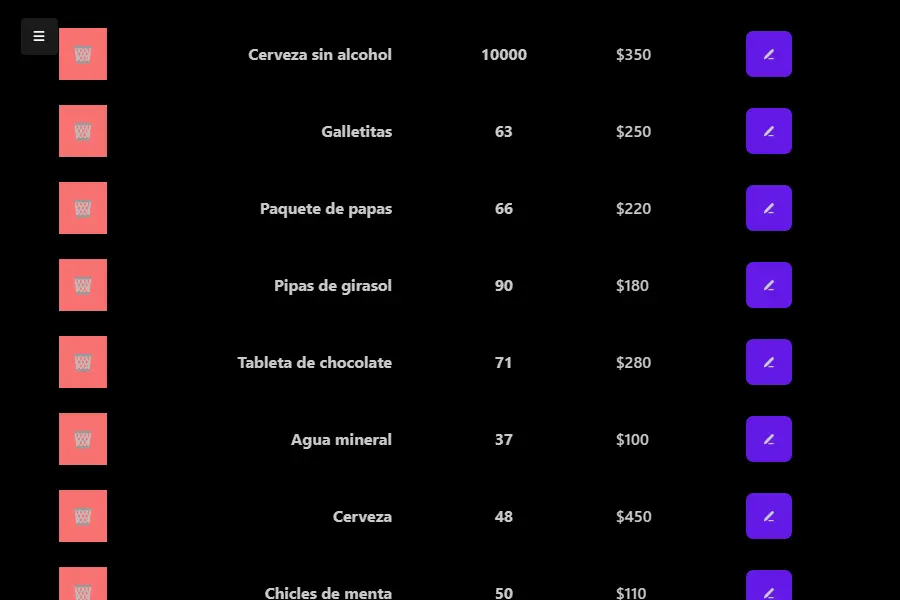 Cerveza sin alcohol 10000 $350
Galletitas 63 $250
Paquete de papas 66 $220
Pipas de girasol 90 $180
Tableta de chocolate 71 $280
Agua mineral 37 $100
Cerveza 48 $450
Chicles de menta 50 $110